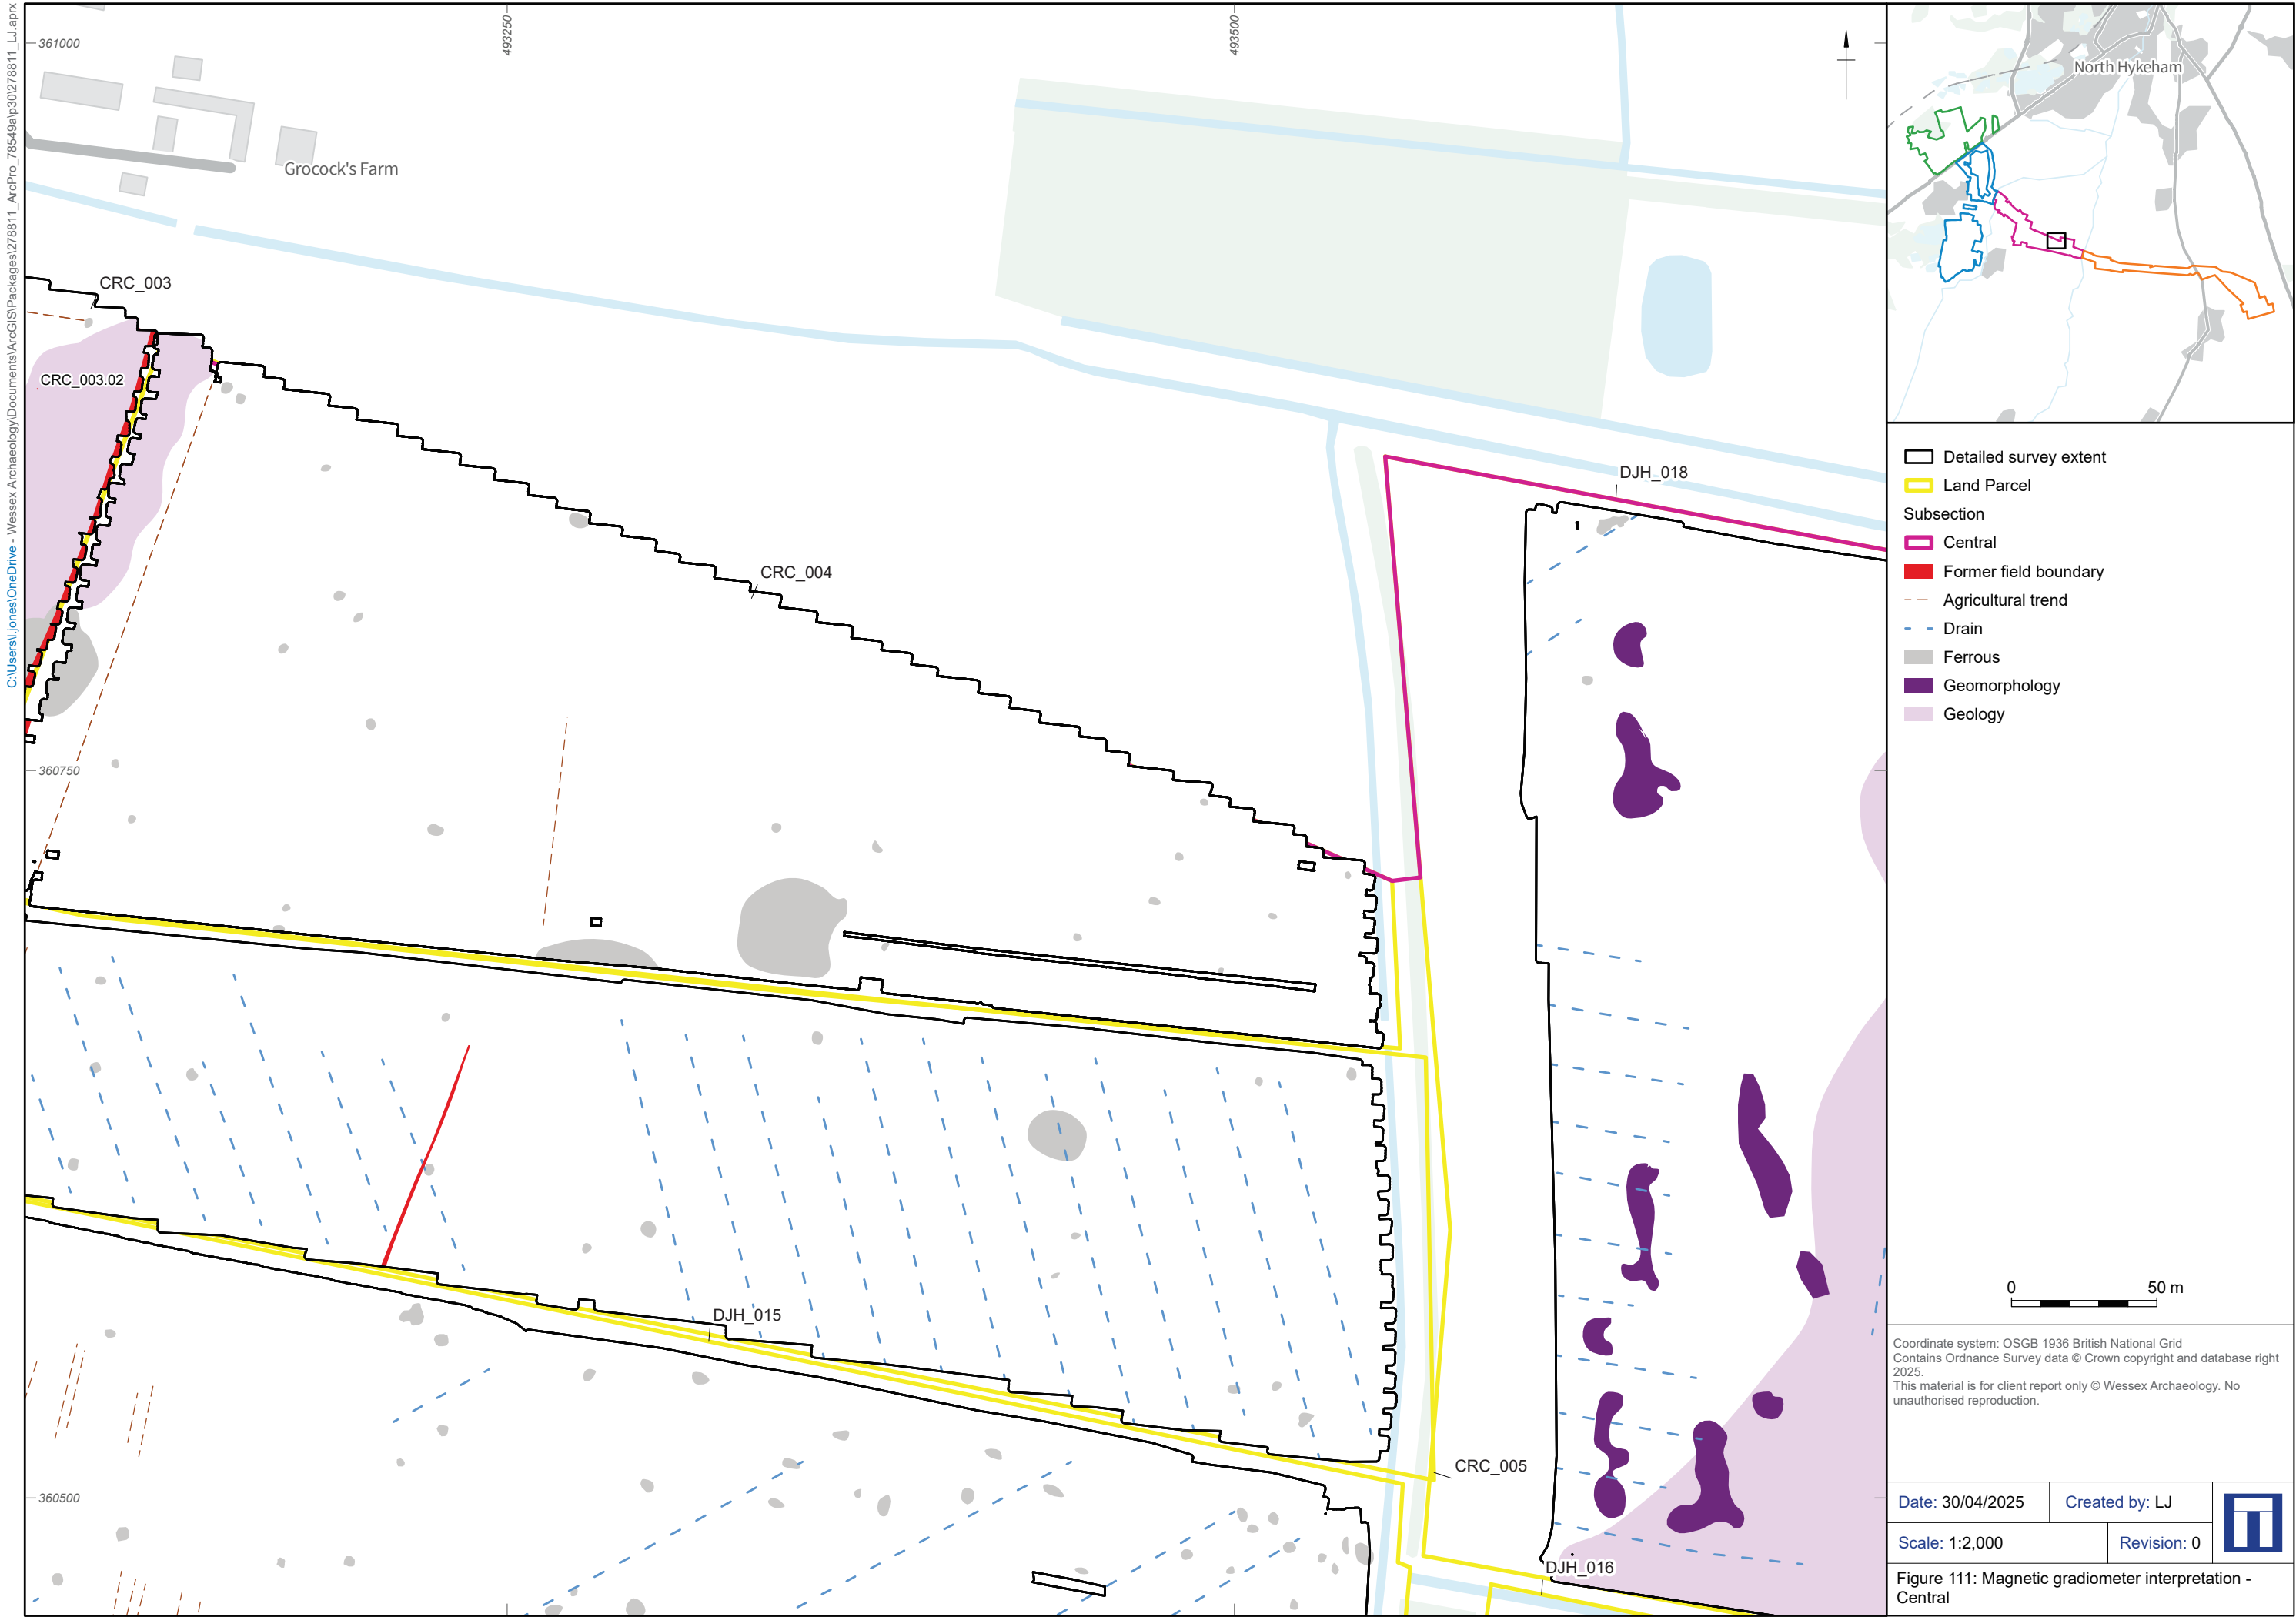 C:\Users\l.jones\OneDrive - Wessex Archaeology\Documents\ArcGIS\Packages\278811_ArcPro_78549a\p30\278811_LJ.aprx
493250
493500
361000
360750
360500
Grocock's Farm
CRC_003
CRC_003.02
CRC_004
DJH_018
DJH_015
CRC_005
DJH_016
North Hykeham
Detailed survey extent
Land Parcel
Subsection
Central
Former field boundary
Agricultural trend
Drain
Ferrous
Geomorphology
Geology
0 50 m
Coordinate system: OSGB 1936 British National Grid
Contains Ordnance Survey data © Crown copyright and database right
2025.
This material is for client report only © Wessex Archaeology. No
unauthorised reproduction.
Date: 30/04/2025 Created by: LJ
Scale: 1:2,000 Revision: 0
Figure 111: Magnetic gradiometer interpretation -
Central